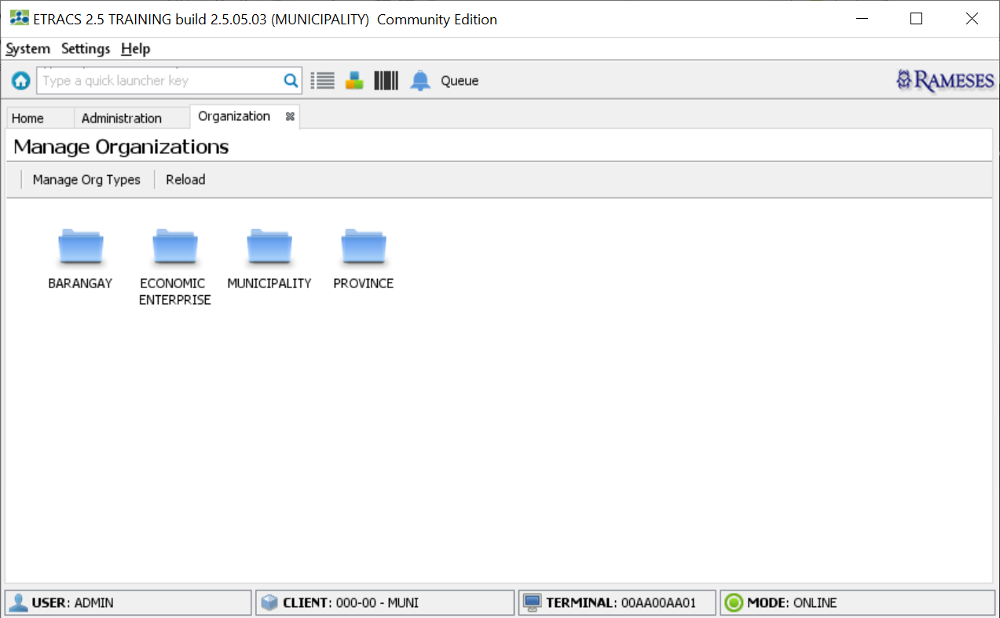 ETRACS 2.5 TRAINING build 2.5.05.03 (MUNICIPALITY) Community Edition
System Settings Help
Type a quick launcher key Queue RAMESES
Home Administration Organization
Manage Organizations
Manage Org Types Reload
BARANGAY ECONOMIC MUNICIPALITY PROVINCE
ENTERPRISE
USER: ADMIN CLIENT: 000-00 - MUNI TERMINAL: 00AA00AA01 MODE: ONLINE